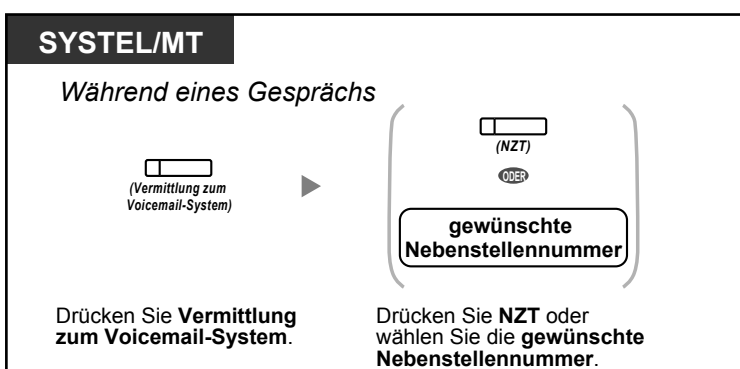 SYSTEL/MT
Während eines Gesprächs
(Vermittlung zum
Voicemail-System)
(NZT)
ODER
gewünschte
Nebenstellennummer
Drücken Sie Vermittlung
zum Voicemail-System.
Drücken Sie NZT oder
wählen Sie die gewünschte
Nebenstellennummer.